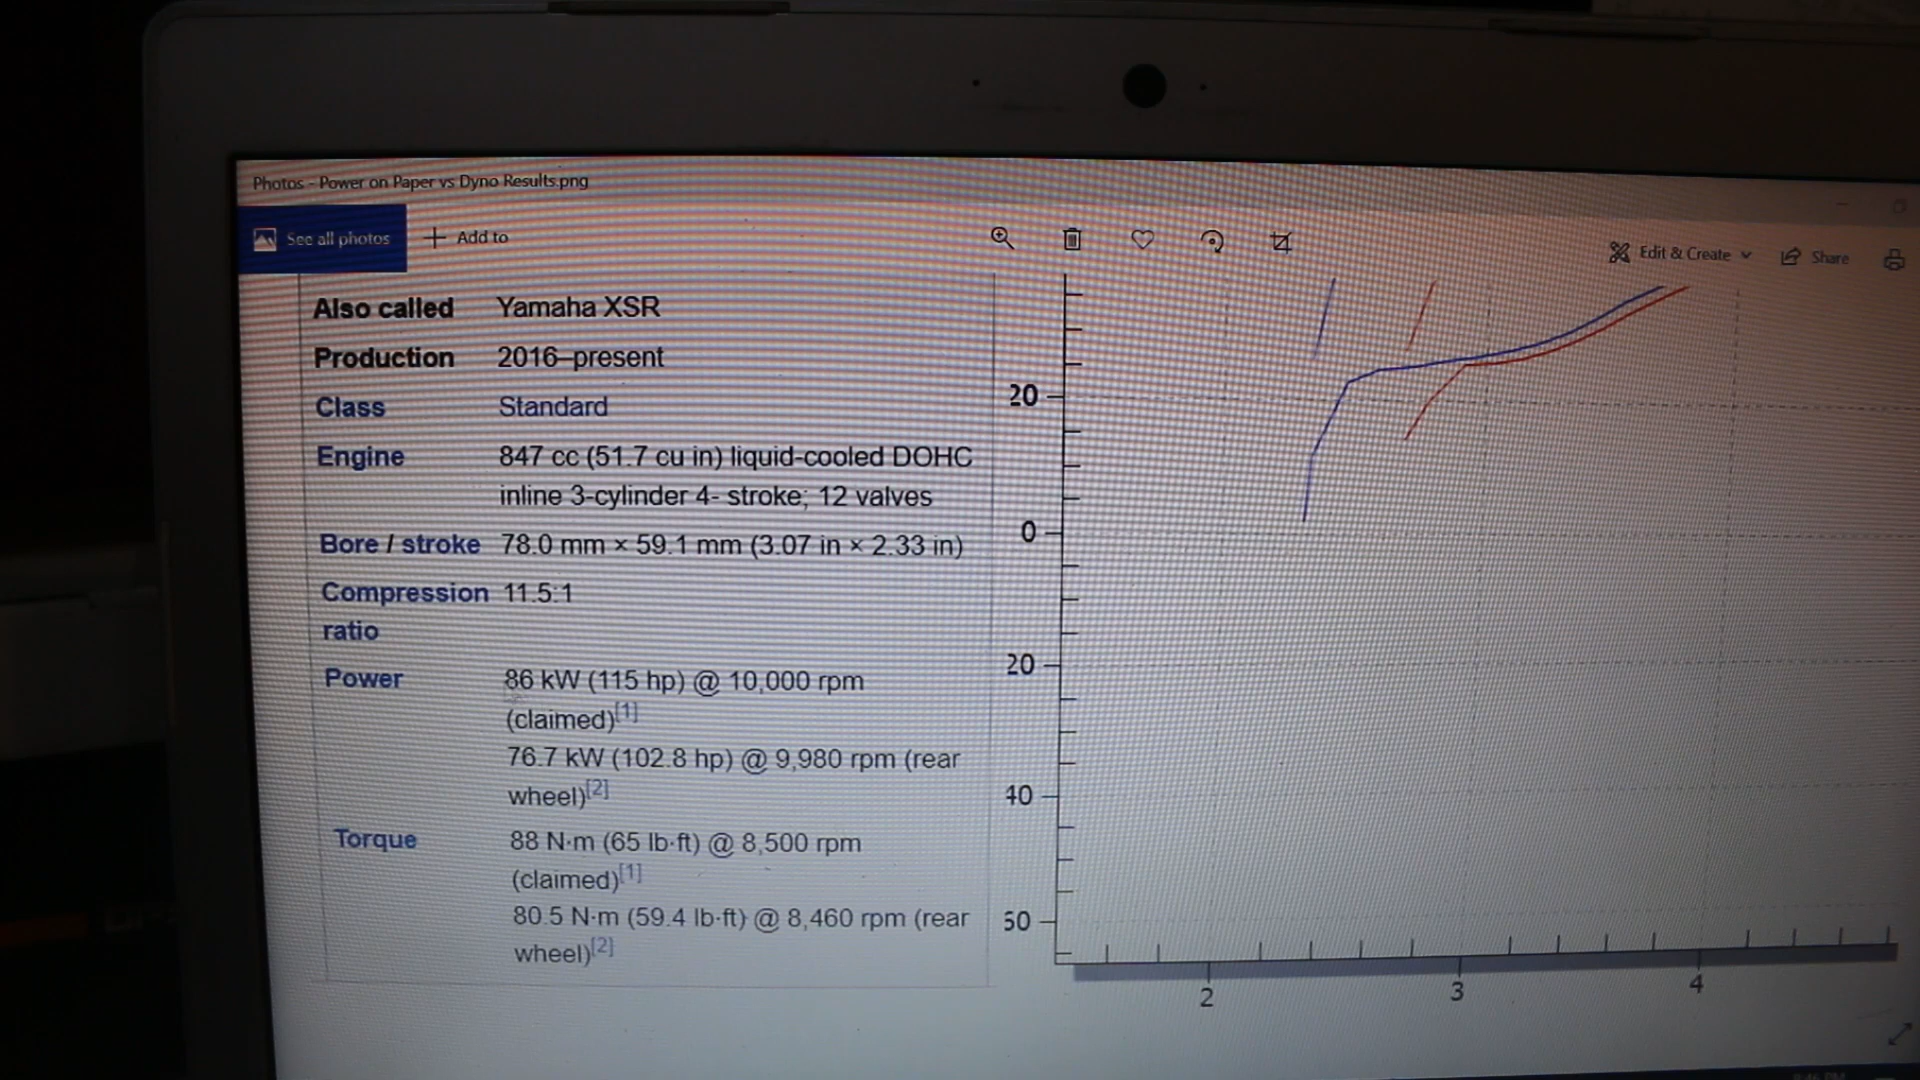 Photos - Power on Paper vs Dyno Results.png
See all photos
Add to
Edit & Create
Share
Also called Yamaha XSR
Production 2016–present
Class Standard
Engine 847 cc (51.7 cu in) liquid-cooled DOHC
inline 3-cylinder 4- stroke; 12 valves
Bore / stroke 78.0 mm × 59.1 mm (3.07 in × 2.33 in)
Compression 11.5:1
ratio
Power 86 kW (115 hp) @ 10,000 rpm
(claimed)[1]
76.7 kW (102.8 hp) @ 9,980 rpm (rear
wheel)[2]
Torque 88 N·m (65 lb·ft) @ 8,500 rpm
(claimed)[1]
80.5 N·m (59.4 lb·ft) @ 8,460 rpm (rear
wheel)[2]
20
0
20
40
2
3
4